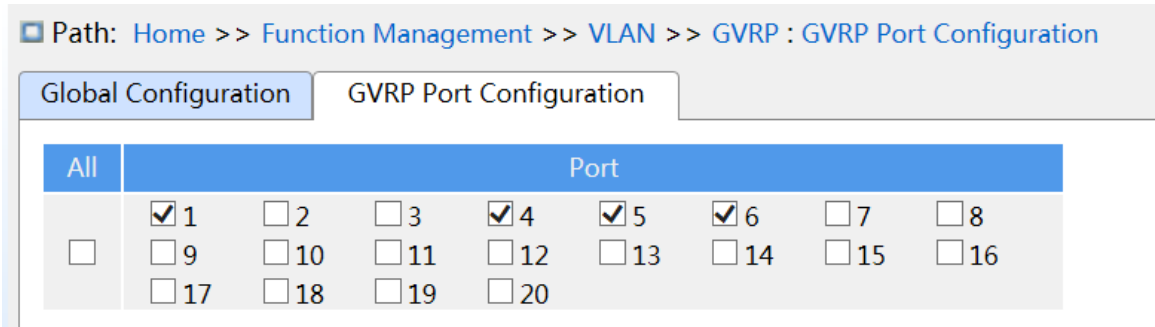 Path: Home >> Function Management >> VLAN >> GVRP : GVRP Port Configuration
Global Configuration GVRP Port Configuration
All Port
1 2 3 4 5 6 7 8
9 10 11 12 13 14 15 16
17 18 19 20